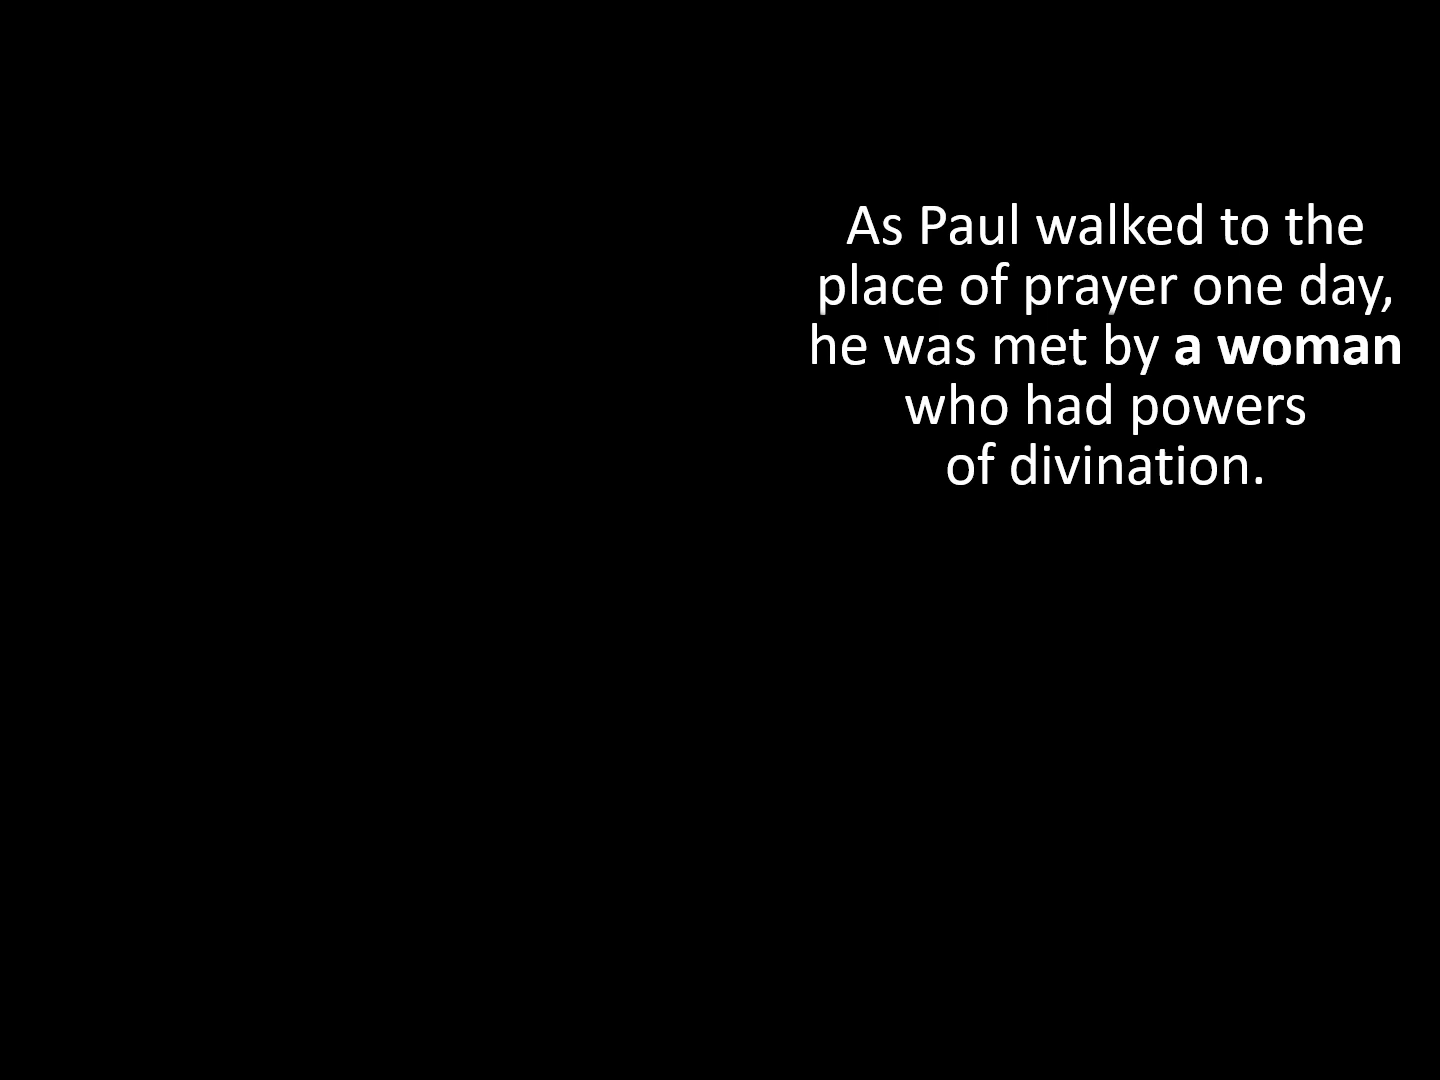 As Paul walked to the
place of prayer one day,
he was met by a woman
who had powers
of divination.